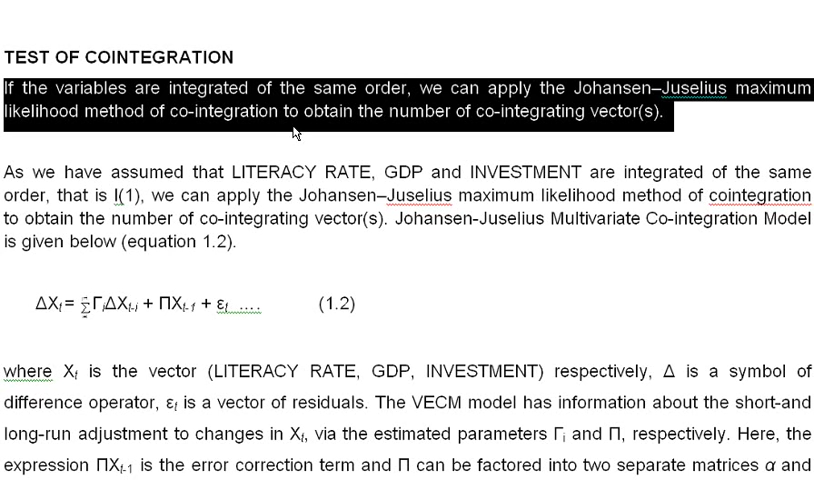 TEST OF COINTEGRATION
If the variables are integrated of the same order, we can apply the Johansen–Juselius maximum
likelihood method of co-integration to obtain the number of co-integrating vector(s).
As we have assumed that LITERACY RATE, GDP and INVESTMENT are integrated of the same
order, that is I(1), we can apply the Johansen–Juselius maximum likelihood method of cointegration
to obtain the number of co-integrating vector(s). Johansen-Juselius Multivariate Co-integration Model
is given below (equation 1.2).
ΔXt = Σ ΓiΔXt-i + ΠXt-1 + εt .... (1.2)
where Xt is the vector (LITERACY RATE, GDP, INVESTMENT) respectively, Δ is a symbol of
difference operator, εt is a vector of residuals. The VECM model has information about the short-and
long-run adjustment to changes in Xt, via the estimated parameters Γi and Π, respectively. Here, the
expression ΠXt-1 is the error correction term and Π can be factored into two separate matrices α and